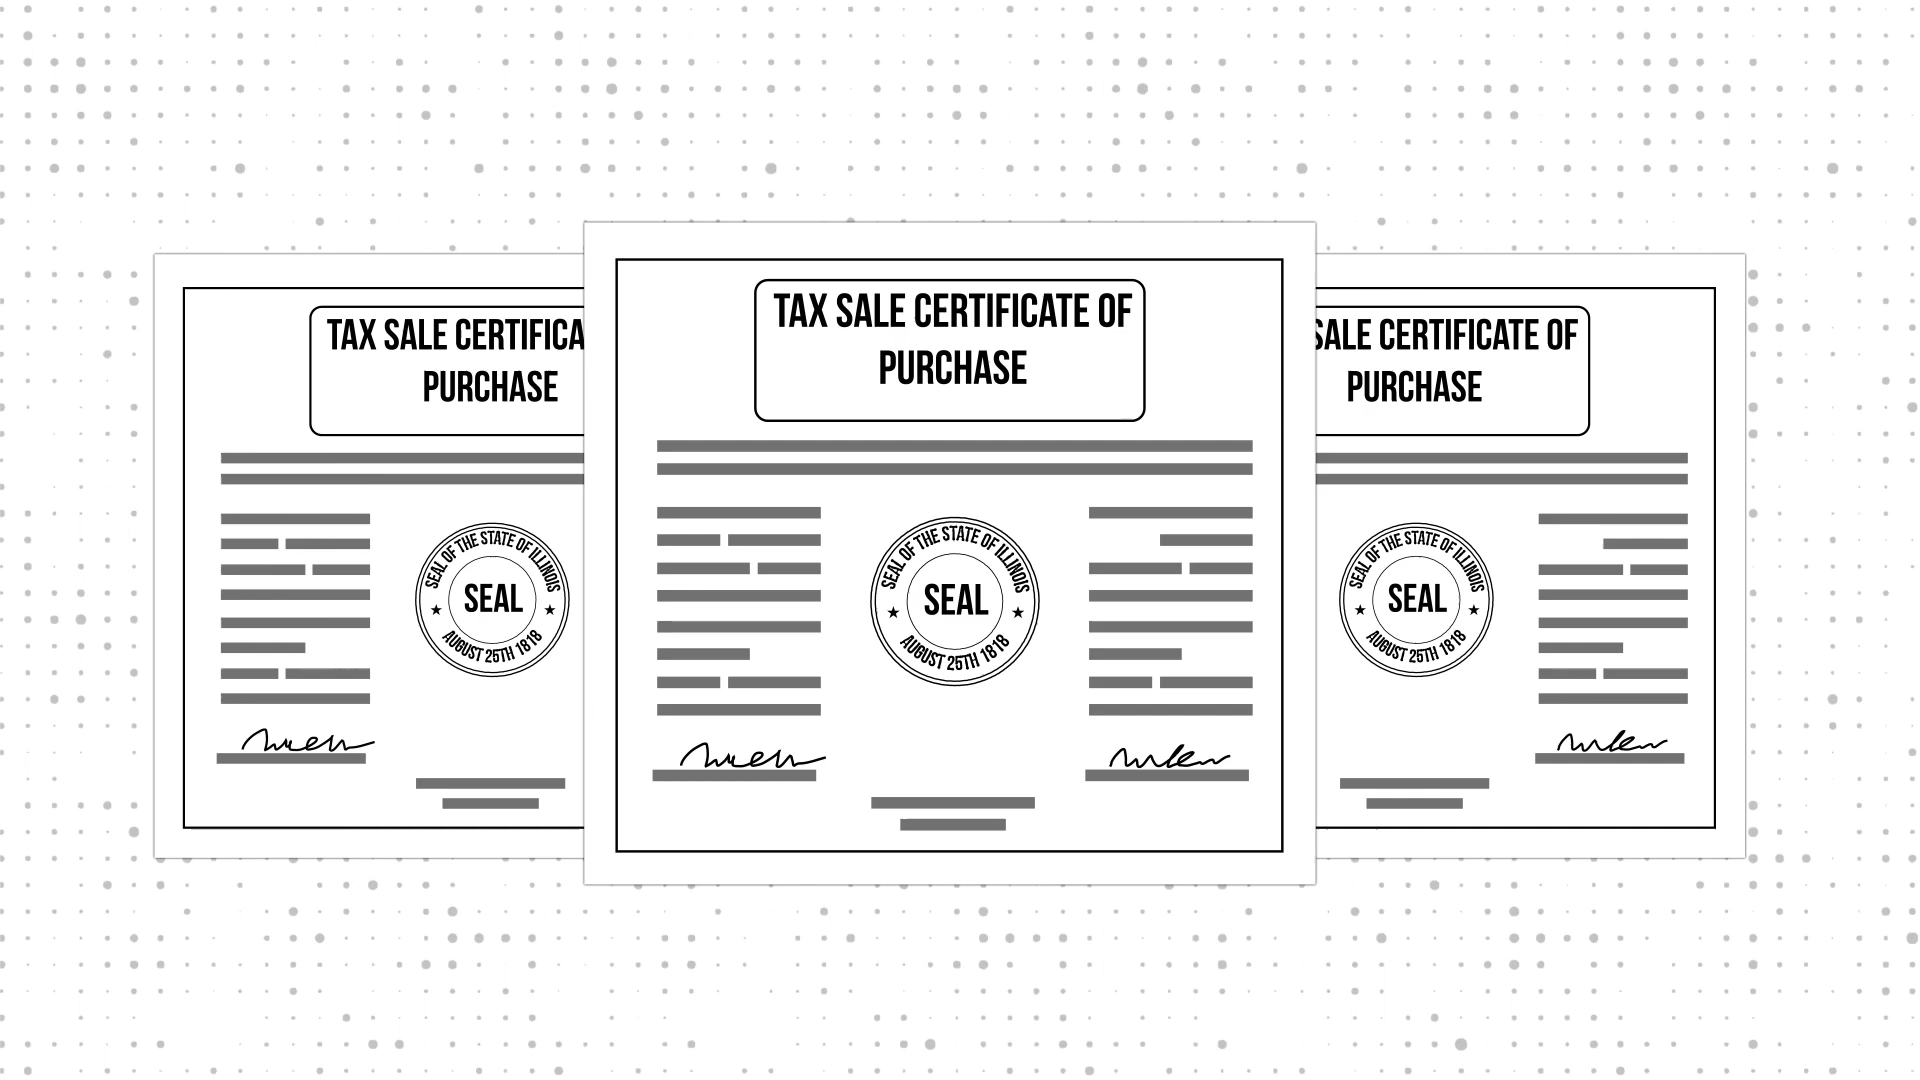 TAX SALE CERTIFICA
PURCHASE
SEAL OF THE STATE OF ILLINOIS
SEAL
AUGUST 25TH 1818
TAX SALE CERTIFICATE OF
PURCHASE
SEAL OF THE STATE OF ILLINOIS
SEAL
AUGUST 25TH 1818
SALE CERTIFICATE OF
PURCHASE
SEAL OF THE STATE OF ILLINOIS
SEAL
AUGUST 25TH 1818